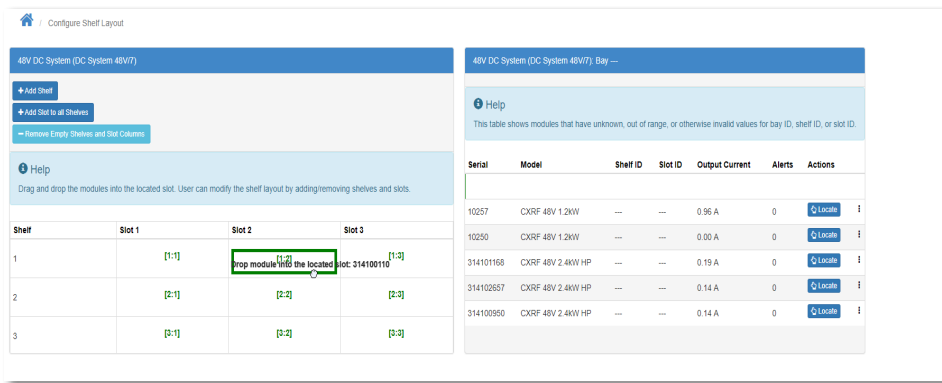 / Configure Shelf Layout
48V DC System (DC System 48V/7)
+ Add Shelf
+ Add Slot to all Shelves
− Remove Empty Shelves and Slot Columns
Help
Drag and drop the modules into the located slot. User can modify the shelf layout by adding/removing shelves and slots.
Shelf Slot 1 Slot 2 Slot 3
1 [1:1] [1:2] [1:3]
Drop module into the located slot: 314100110
2 [2:1] [2:2] [2:3]
3 [3:1] [3:2] [3:3]
48V DC System (DC System 48V/7): Bay ---
Help
This table shows modules that have unknown, out of range, or otherwise invalid values for bay ID, shelf ID, or slot ID.
Serial Model Shelf ID Slot ID Output Current Alerts Actions
10257 CXRF 48V 1.2kW --- --- 0.96 A 0 Locate
10250 CXRF 48V 1.2kW --- --- 0.00 A 0 Locate
314101168 CXRF 48V 2.4kW HP --- --- 0.19 A 0 Locate
314102657 CXRF 48V 2.4kW HP --- --- 0.14 A 0 Locate
314100950 CXRF 48V 2.4kW HP --- --- 0.14 A 0 Locate